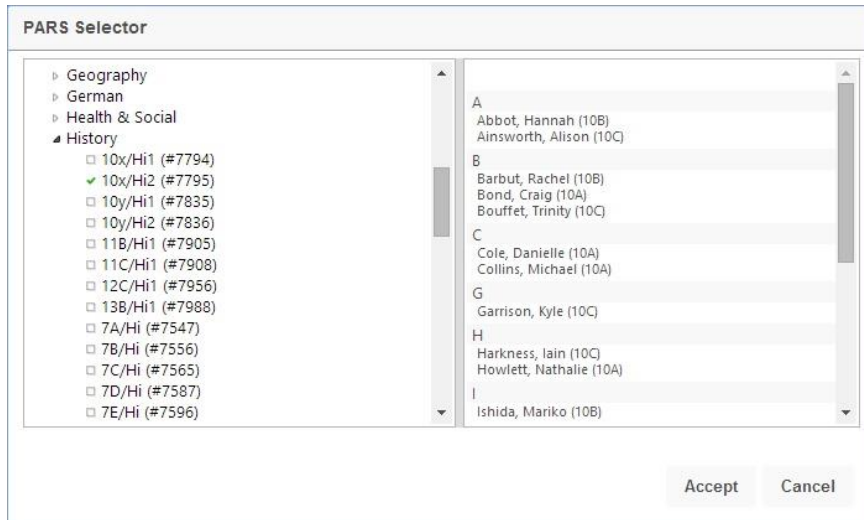 PARS Selector
Geography
German
Health & Social
History
10x/Hi1 (#7794)
10x/Hi2 (#7795)
10y/Hi1 (#7835)
10y/Hi2 (#7836)
11B/Hi1 (#7905)
11C/Hi1 (#7908)
12C/Hi1 (#7956)
13B/Hi1 (#7988)
7A/Hi (#7547)
7B/Hi (#7556)
7C/Hi (#7565)
7D/Hi (#7587)
7E/Hi (#7596)
A
Abbot, Hannah (10B)
Ainsworth, Alison (10C)
B
Barbut, Rachel (10B)
Bond, Craig (10A)
Bouffet, Trinity (10C)
C
Cole, Danielle (10A)
Collins, Michael (10A)
G
Garrison, Kyle (10C)
H
Harkness, Iain (10C)
Howlett, Nathalie (10A)
I
Ishida, Mariko (10B)
Accept Cancel